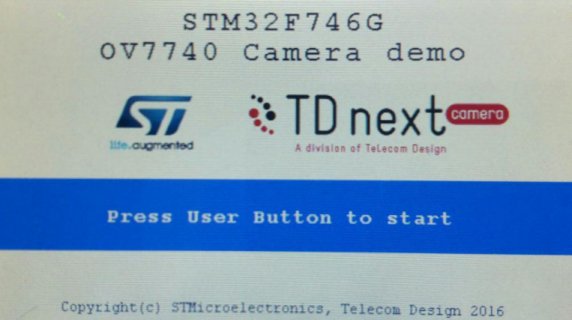 STM32F746G
OV7740 Camera demo
ST
life.augmented
TD next camera
A division of Telecom Design
Press User Button to start
Copyright(c) STMicroelectronics, Telecom Design 2016